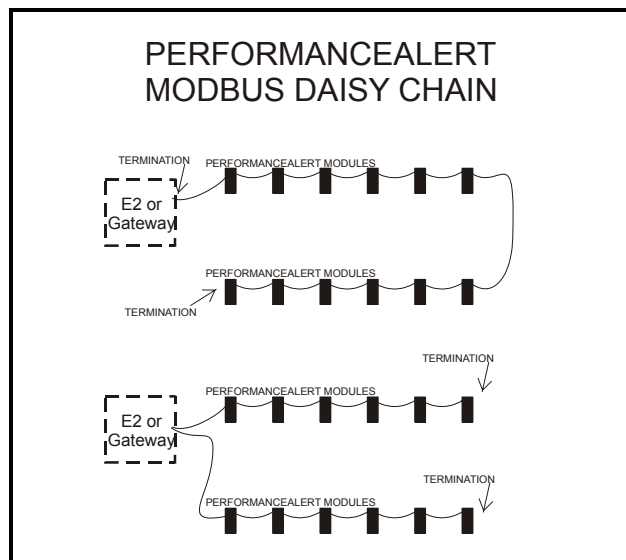 PERFORMANCEALERT
MODBUS DAISY CHAIN
TERMINATION
PERFORMANCEALERT MODULES
E2 or
Gateway
PERFORMANCEALERT MODULES
TERMINATION
TERMINATION
PERFORMANCEALERT MODULES
E2 or
Gateway
TERMINATION
PERFORMANCEALERT MODULES